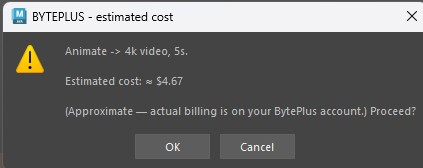 BYTEPLUS - estimated cost
Animate -> 4k video, 5s.
Estimated cost: ≈ $4.67
(Approximate — actual billing is on your BytePlus account.) Proceed?
OK
Cancel